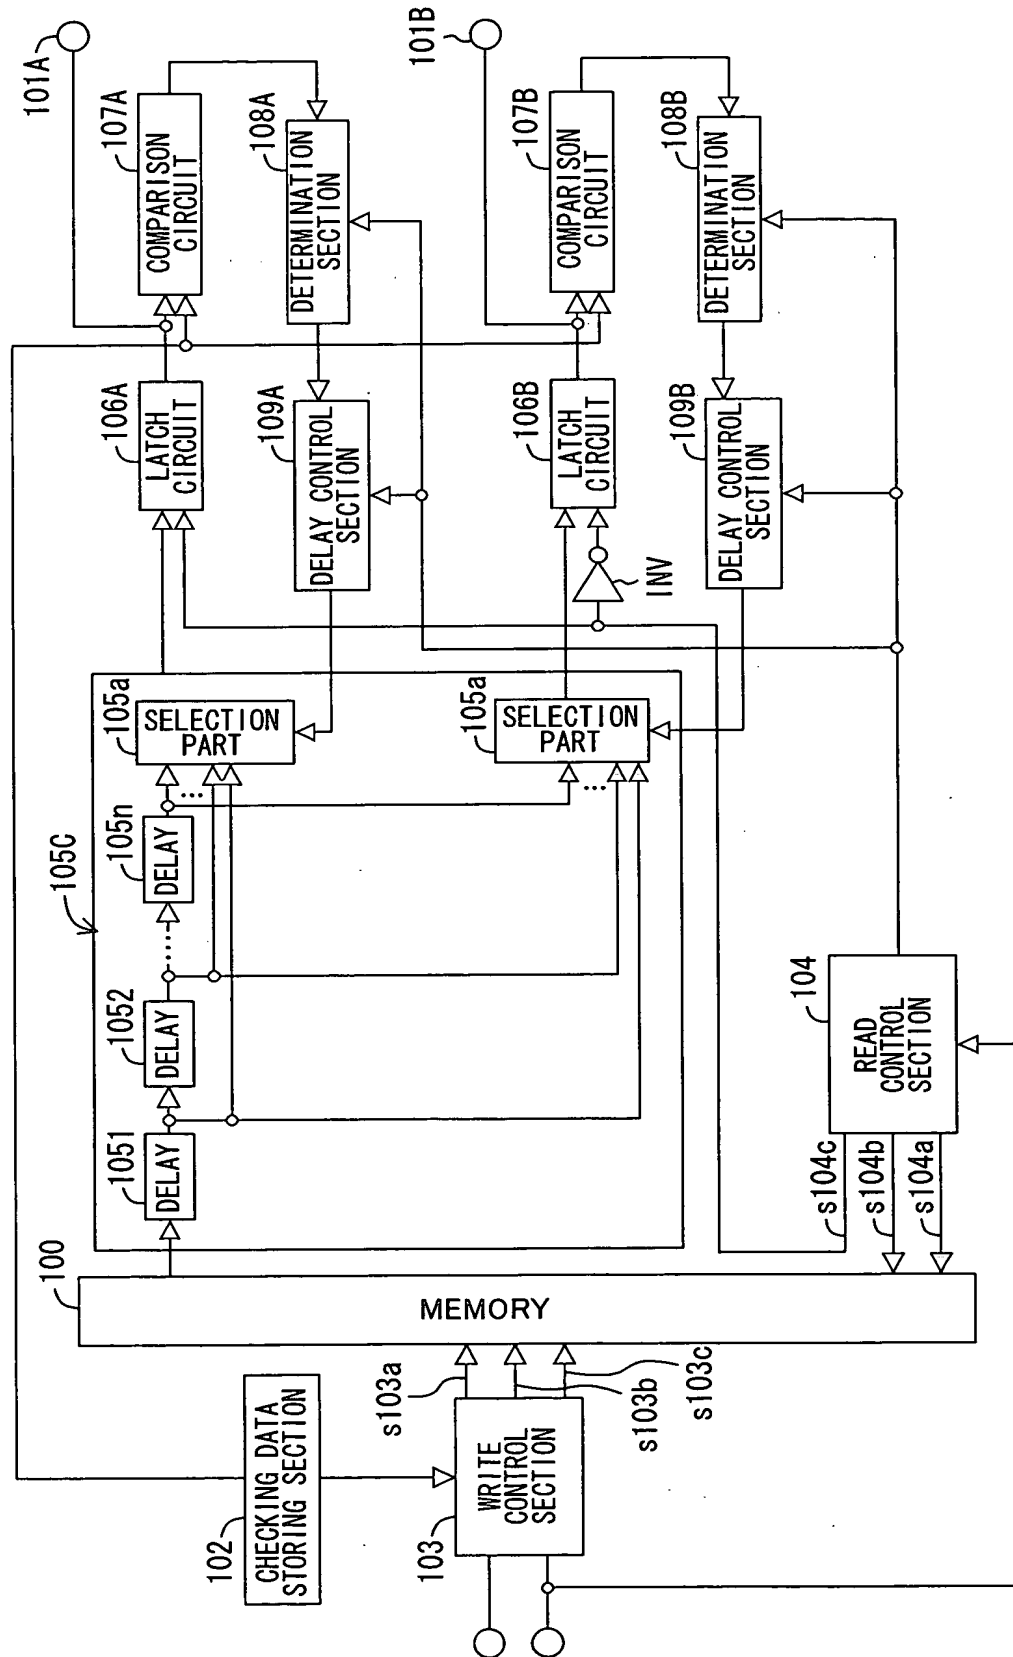 100
MEMORY
102
CHECKING DATA
STORING SECTION
103
WRITE
CONTROL
SECTION
s103a
s103b
s103c
104
READ
CONTROL
SECTION
s104c
s104b
s104a
105C
1051
DELAY
1052
DELAY
.....
105n
DELAY
105a
SELECTION
PART
...
105a
SELECTION
PART
...
106A
LATCH
CIRCUIT
107A
COMPARISON
CIRCUIT
101A
108A
DETERMINATION
SECTION
109A
DELAY CONTROL
SECTION
106B
LATCH
CIRCUIT
INV
107B
COMPARISON
CIRCUIT
101B
108B
DETERMINATION
SECTION
109B
DELAY CONTROL
SECTION